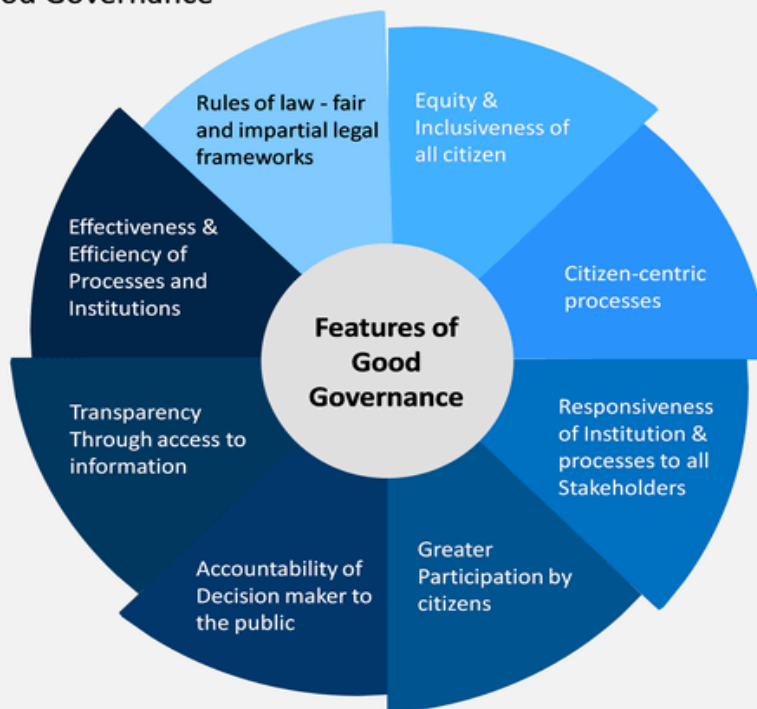 Governance
Rules of law - fair
and impartial legal
frameworks
Equity &
Inclusiveness of
all citizen
Citizen-centric
processes
Responsiveness
of Institution &
processes to all
Stakeholders
Greater
Participation by
citizens
Accountability of
Decision maker to
the public
Transparency
Through access to
information
Effectiveness &
Efficiency of
Processes and
Institutions
Features of
Good
Governance